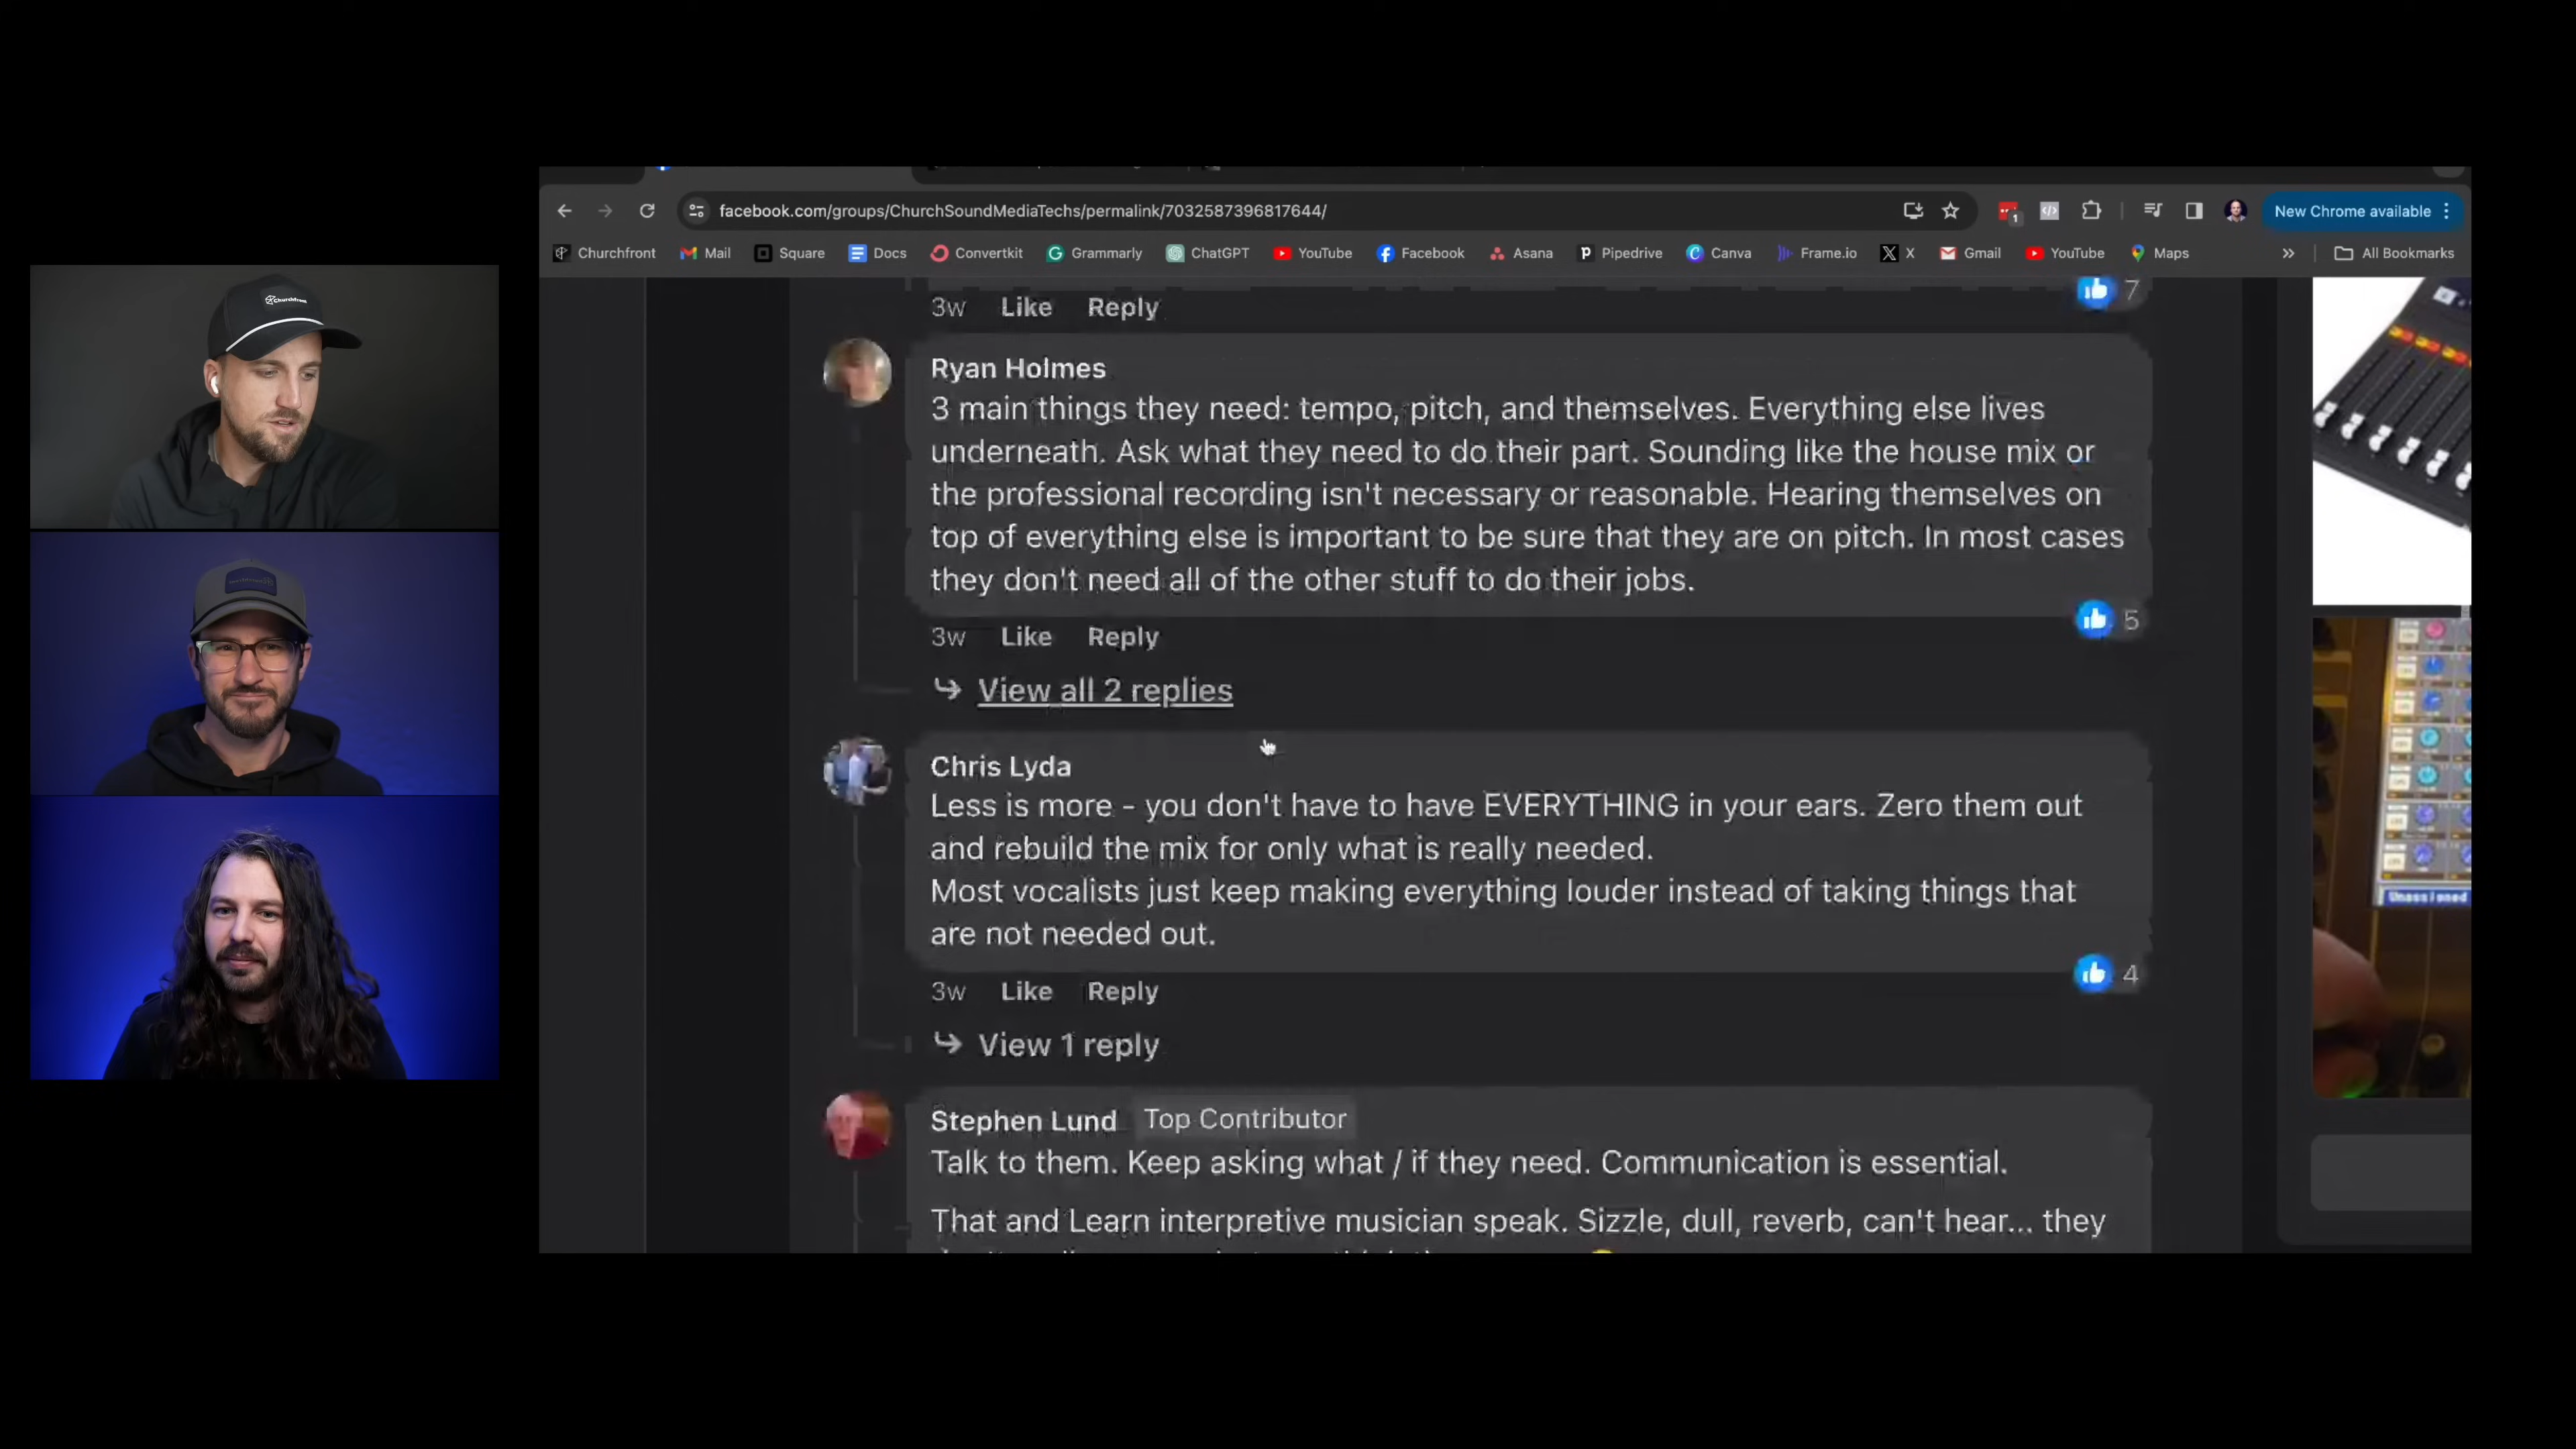 facebook.com/groups/ChurchSoundMediaTechs/permalink/7032587396817644/
1
New Chrome available
Churchfront
Mail
Square
Docs
Convertkit
Grammarly
ChatGPT
YouTube
Facebook
Asana
Pipedrive
Canva
Frame.io
X
Gmail
YouTube
Maps
All Bookmarks
Churchfront
3w Like Reply
7
Ryan Holmes
3 main things they need: tempo, pitch, and themselves. Everything else lives
underneath. Ask what they need to do their part. Sounding like the house mix or
the professional recording isn't necessary or reasonable. Hearing themselves on
top of everything else is important to be sure that they are on pitch. In most cases
they don't need all of the other stuff to do their jobs.
5
3w Like Reply
View all 2 replies
Chris Lyda
Less is more - you don't have to have EVERYTHING in your ears. Zero them out
and rebuild the mix for only what is really needed.
Most vocalists just keep making everything louder instead of taking things that
are not needed out.
4
3w Like Reply
View 1 reply
Stephen Lund Top Contributor
Talk to them. Keep asking what / if they need. Communication is essential.
That and Learn interpretive musician speak. Sizzle, dull, reverb, can't hear... they
Unassigned